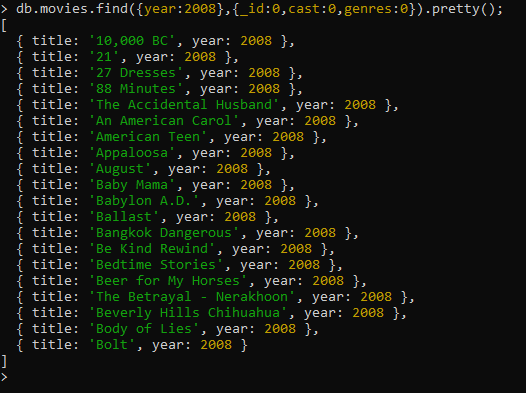 > db.movies.find({year:2008},{_id:0,cast:0,genres:0}).pretty();
[
  { title: '10,000 BC', year: 2008 },
  { title: '21', year: 2008 },
  { title: '27 Dresses', year: 2008 },
  { title: '88 Minutes', year: 2008 },
  { title: 'The Accidental Husband', year: 2008 },
  { title: 'An American Carol', year: 2008 },
  { title: 'American Teen', year: 2008 },
  { title: 'Appaloosa', year: 2008 },
  { title: 'August', year: 2008 },
  { title: 'Baby Mama', year: 2008 },
  { title: 'Babylon A.D.', year: 2008 },
  { title: 'Ballast', year: 2008 },
  { title: 'Bangkok Dangerous', year: 2008 },
  { title: 'Be Kind Rewind', year: 2008 },
  { title: 'Bedtime Stories', year: 2008 },
  { title: 'Beer for My Horses', year: 2008 },
  { title: 'The Betrayal - Nerakhoon', year: 2008 },
  { title: 'Beverly Hills Chihuahua', year: 2008 },
  { title: 'Body of Lies', year: 2008 },
  { title: 'Bolt', year: 2008 }
]
>